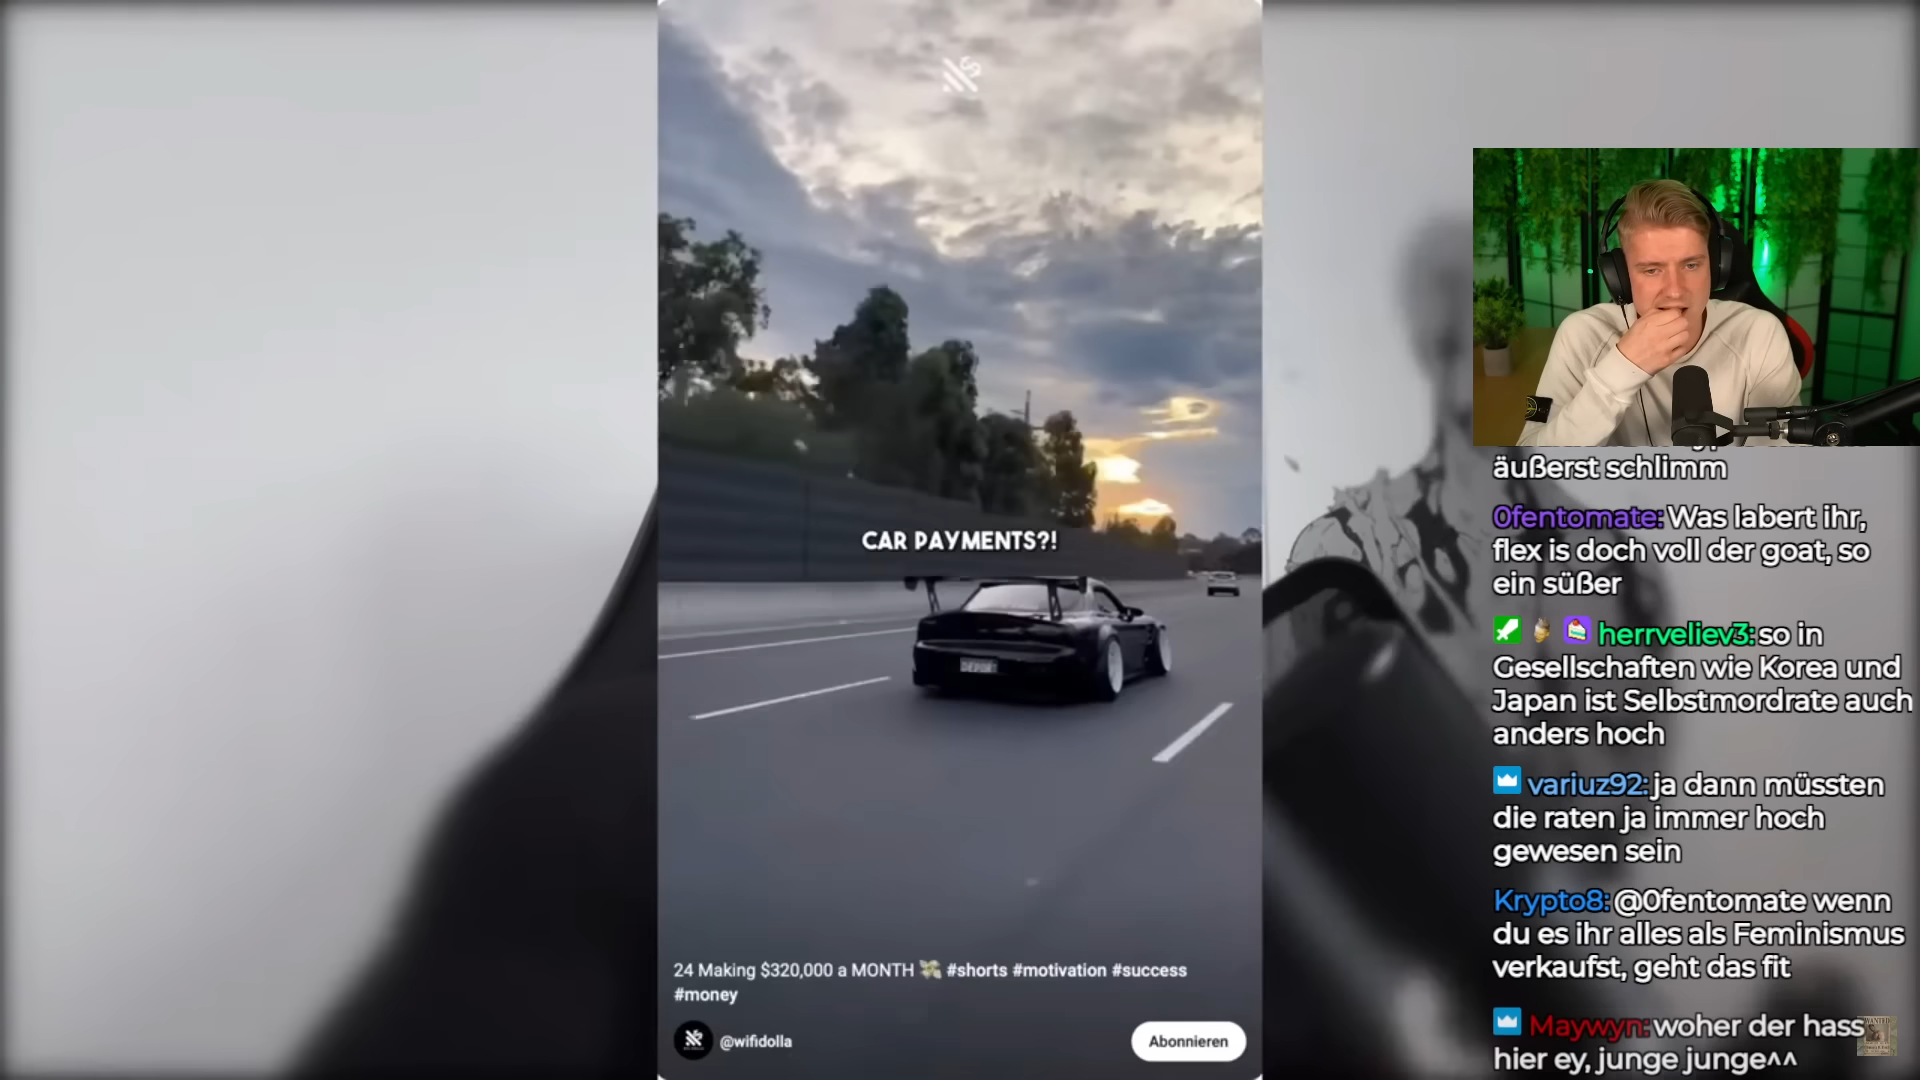 CAR PAYMENTS?!
24 Making $320,000 a MONTH 💸 #shorts #motivation #success
#money
@wifidolla
Abonnieren
äußerst schlimm
0fentomate: Was labert ihr,
flex is doch voll der goat, so
ein süßer
herrveliev3: so in
Gesellschaften wie Korea und
Japan ist Selbstmordrate auch
anders hoch
variuz92: ja dann müssten
die raten ja immer hoch
gewesen sein
Krypto8: @0fentomate wenn
du es ihr alles als Feminismus
verkaufst, geht das fit
Maywyn: woher der hass
hier ey, junge junge^^
WANTED